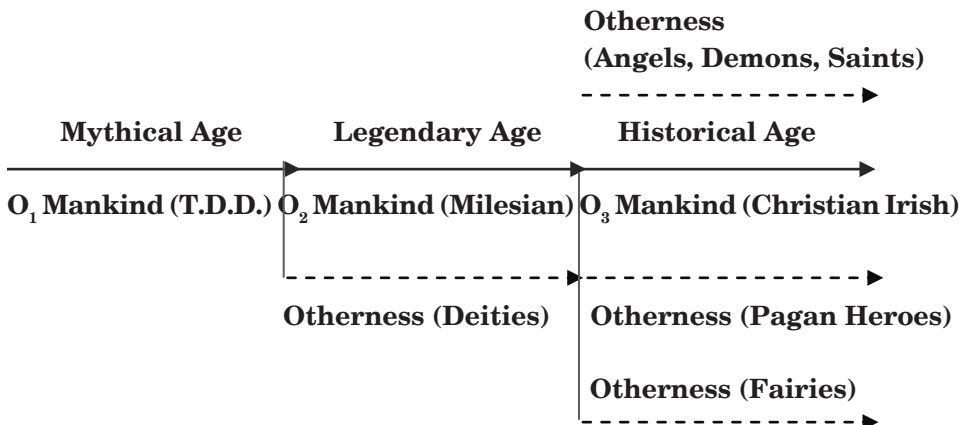 Otherness
(Angels, Demons, Saints)
Mythical Age Legendary Age Historical Age
O₁ Mankind (T.D.D.) O₂ Mankind (Milesian) O₃ Mankind (Christian Irish)
Otherness (Deities) Otherness (Pagan Heroes)
Otherness (Fairies)